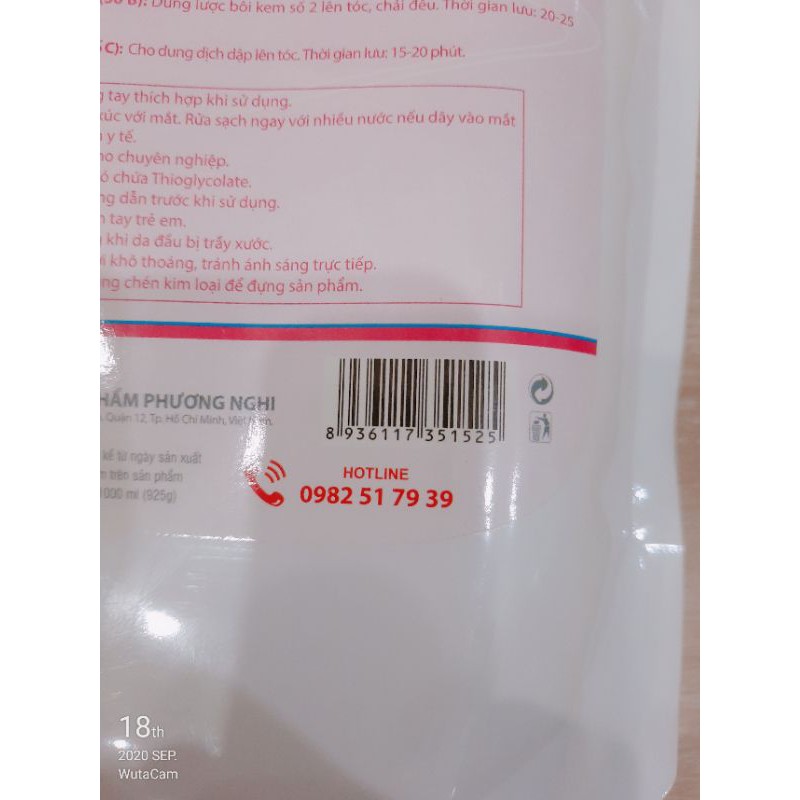 B): Dùng lược bôi kem số 2 lên tóc, chải đều. Thời gian lưu: 20-25
C): Cho dung dịch dập lên tóc. Thời gian lưu: 15-20 phút.
tay thích hợp khi sử dụng.
xúc với mắt. Rửa sạch ngay với nhiều nước nếu dây vào mắt
y tế.
chuyên nghiệp.
chứa Thioglycolate.
dẫn trước khi sử dụng.
tay trẻ em.
khi da đầu bị trầy xước.
khô thoáng, tránh ánh sáng trực tiếp.
chén kim loại để đựng sản phẩm.
PHƯƠNG NGHI
Quận 12, Tp. Hồ Chí Minh, Việt Nam.
kể từ ngày sản xuất
trên sản phẩm
1000 ml (925g)
8 936117 351525
HOTLINE
0982 51 79 39
18th
2020 SEP.
WutaCam